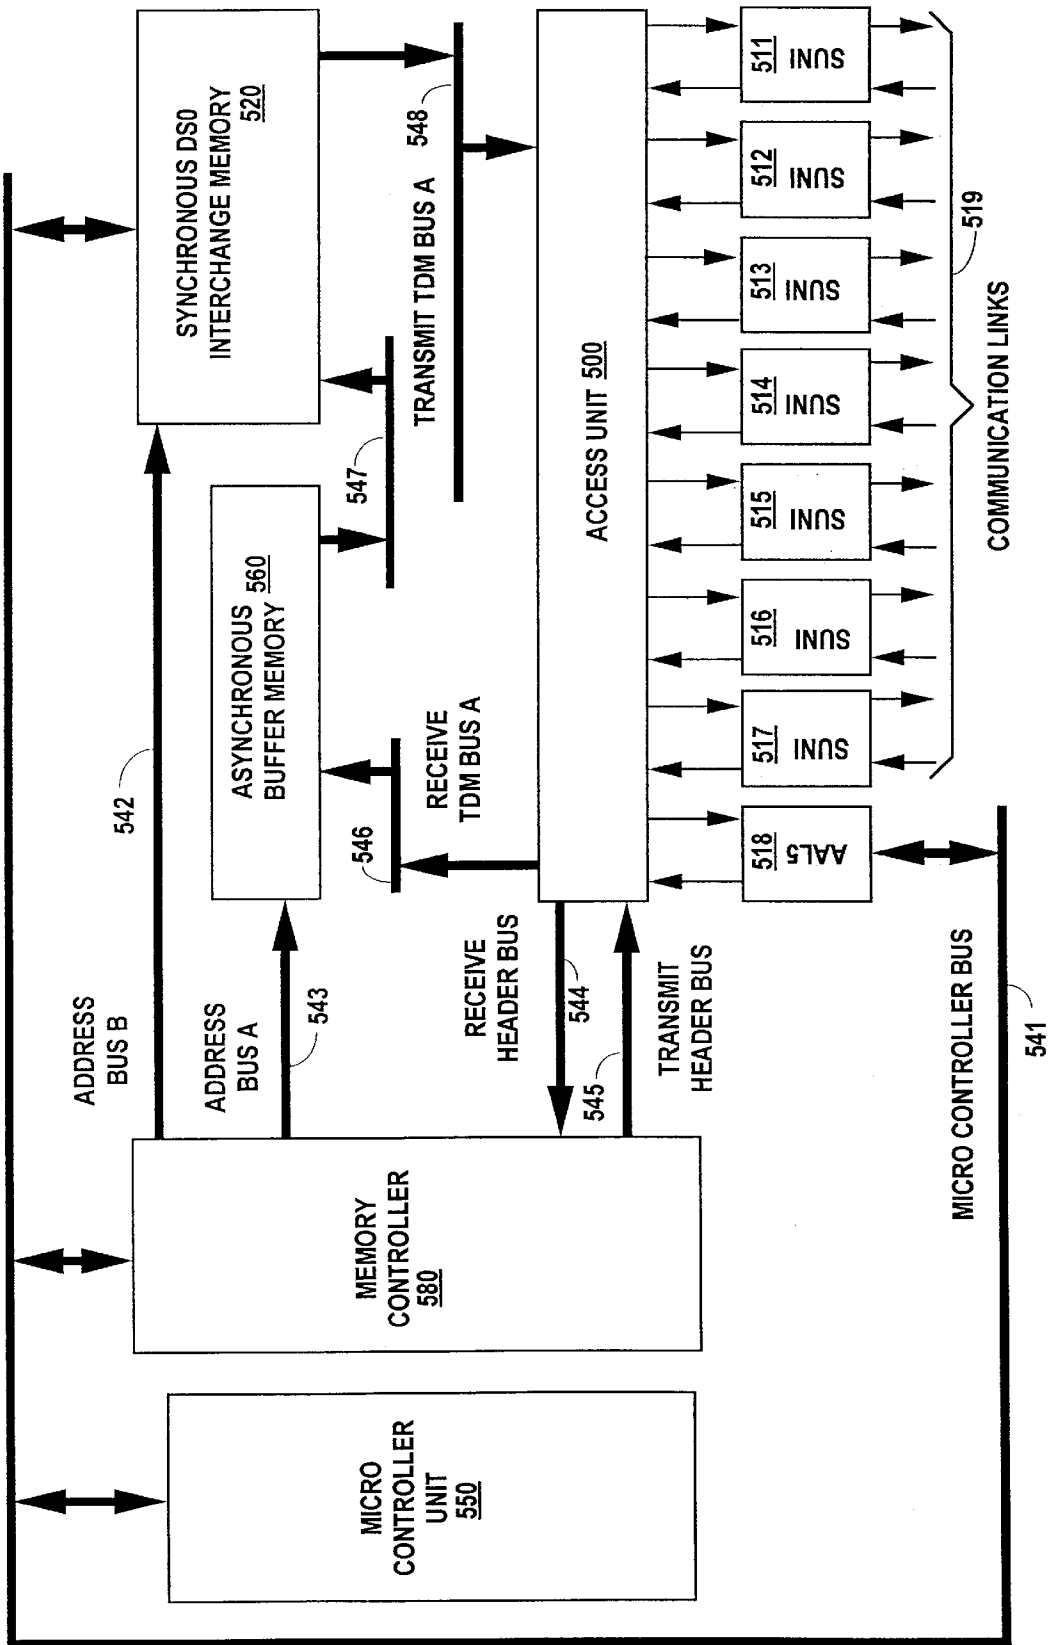 SYNCHRONOUS DS0
INTERCHANGE MEMORY
520
548
TRANSMIT TDM BUS A
547
542
ASYNCHRONOUS
BUFFER MEMORY
560
546
RECEIVE
TDM BUS A
ADDRESS
BUS B
ADDRESS
BUS A
543
RECEIVE
HEADER BUS
544
545
TRANSMIT
HEADER BUS
ACCESS UNIT 500
511
SUNI
512
SUNI
513
SUNI
514
SUNI
515
SUNI
516
SUNI
517
SUNI
518
AAL5
519
COMMUNICATION LINKS
MEMORY
CONTROLLER
580
MICRO
CONTROLLER
UNIT
550
MICRO CONTROLLER BUS
541